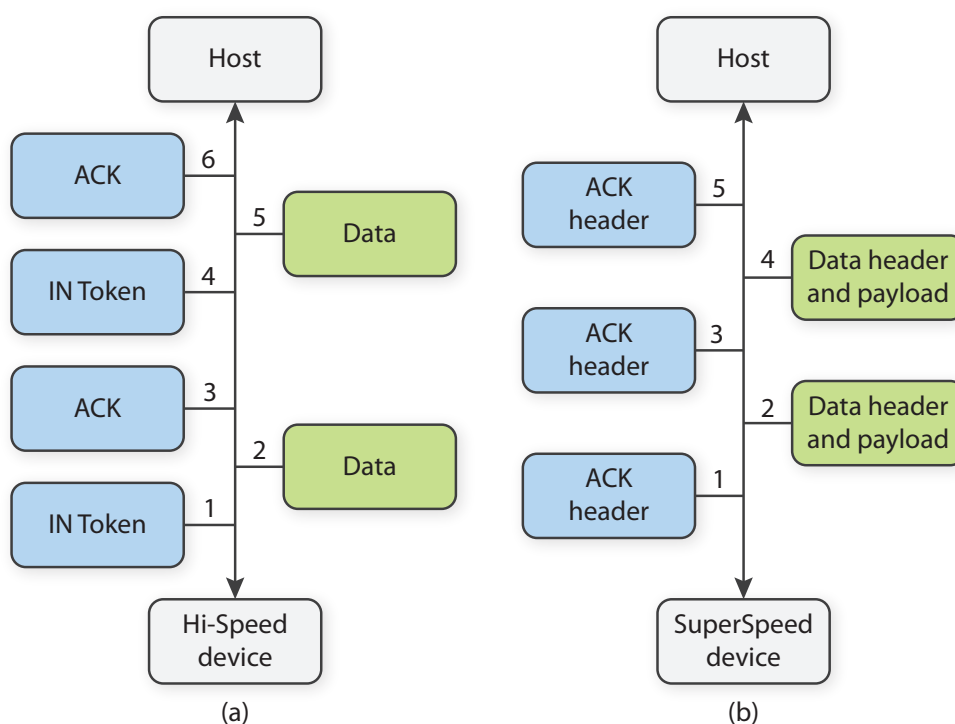 Host
6
ACK
5
Data
4
IN Token
3
ACK
2
Data
1
IN Token
Hi-Speed
device
(a)
Host
5
ACK
header
4
Data header
and payload
3
ACK
header
2
Data header
and payload
1
ACK
header
SuperSpeed
device
(b)